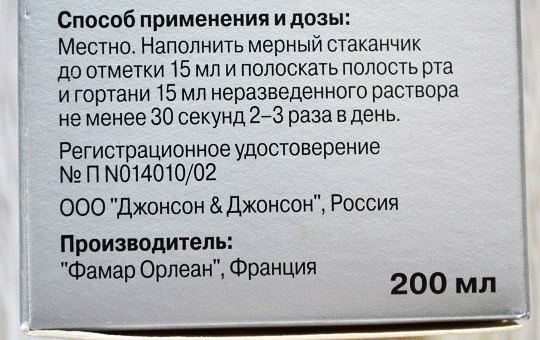 Способ применения и дозы:
Местно. Наполнить мерный стаканчик
до отметки 15 мл и полоскать полость рта
и гортани 15 мл неразведенного раствора
не менее 30 секунд 2–3 раза в день.
Регистрационное удостоверение
№ П N014010/02
ООО "Джонсон & Джонсон", Россия
Производитель:
"Фамар Орлеан", Франция
200 мл